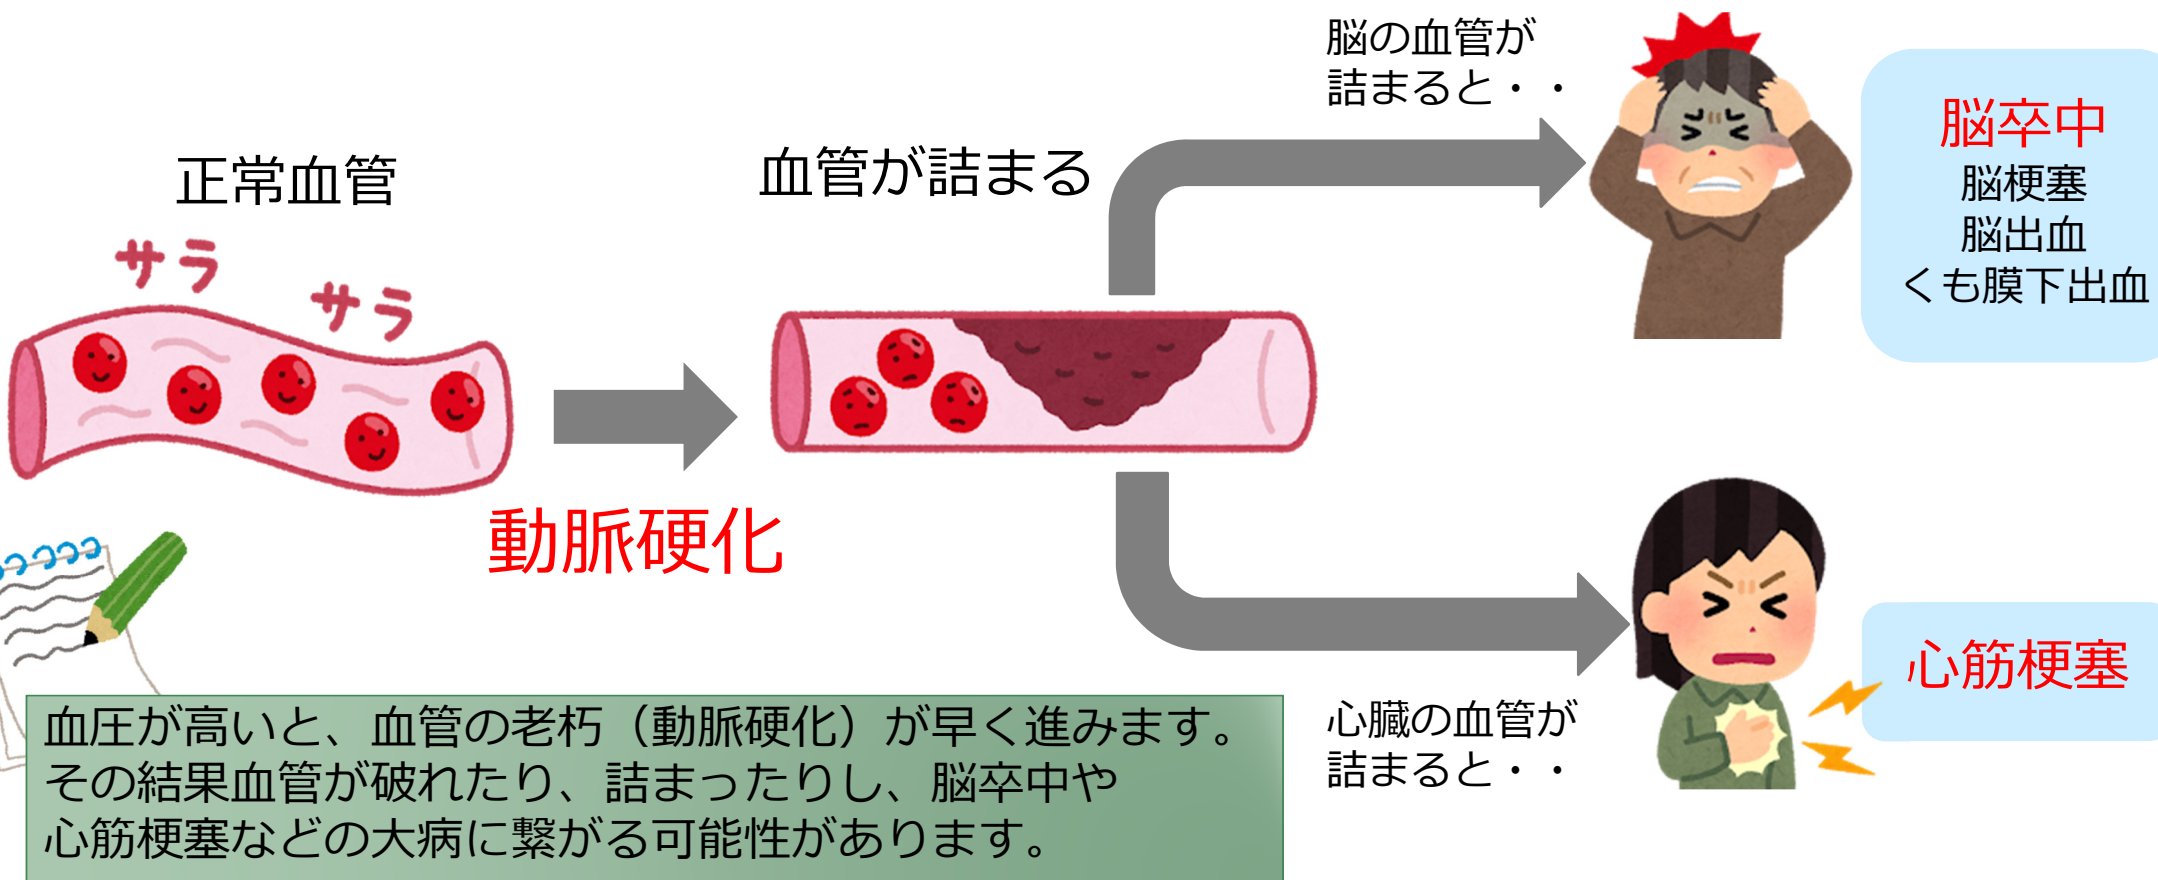 正常血管
サラ
サラ
動脈硬化
血管が詰まる
脳の血管が
詰まると・・
脳卒中
脳梗塞
脳出血
くも膜下出血
心臓の血管が
詰まると・・
心筋梗塞
血圧が高いと、血管の老朽（動脈硬化）が早く進みます。
その結果血管が破れたり、詰まったりし、脳卒中や
心筋梗塞などの大病に繋がる可能性があります。